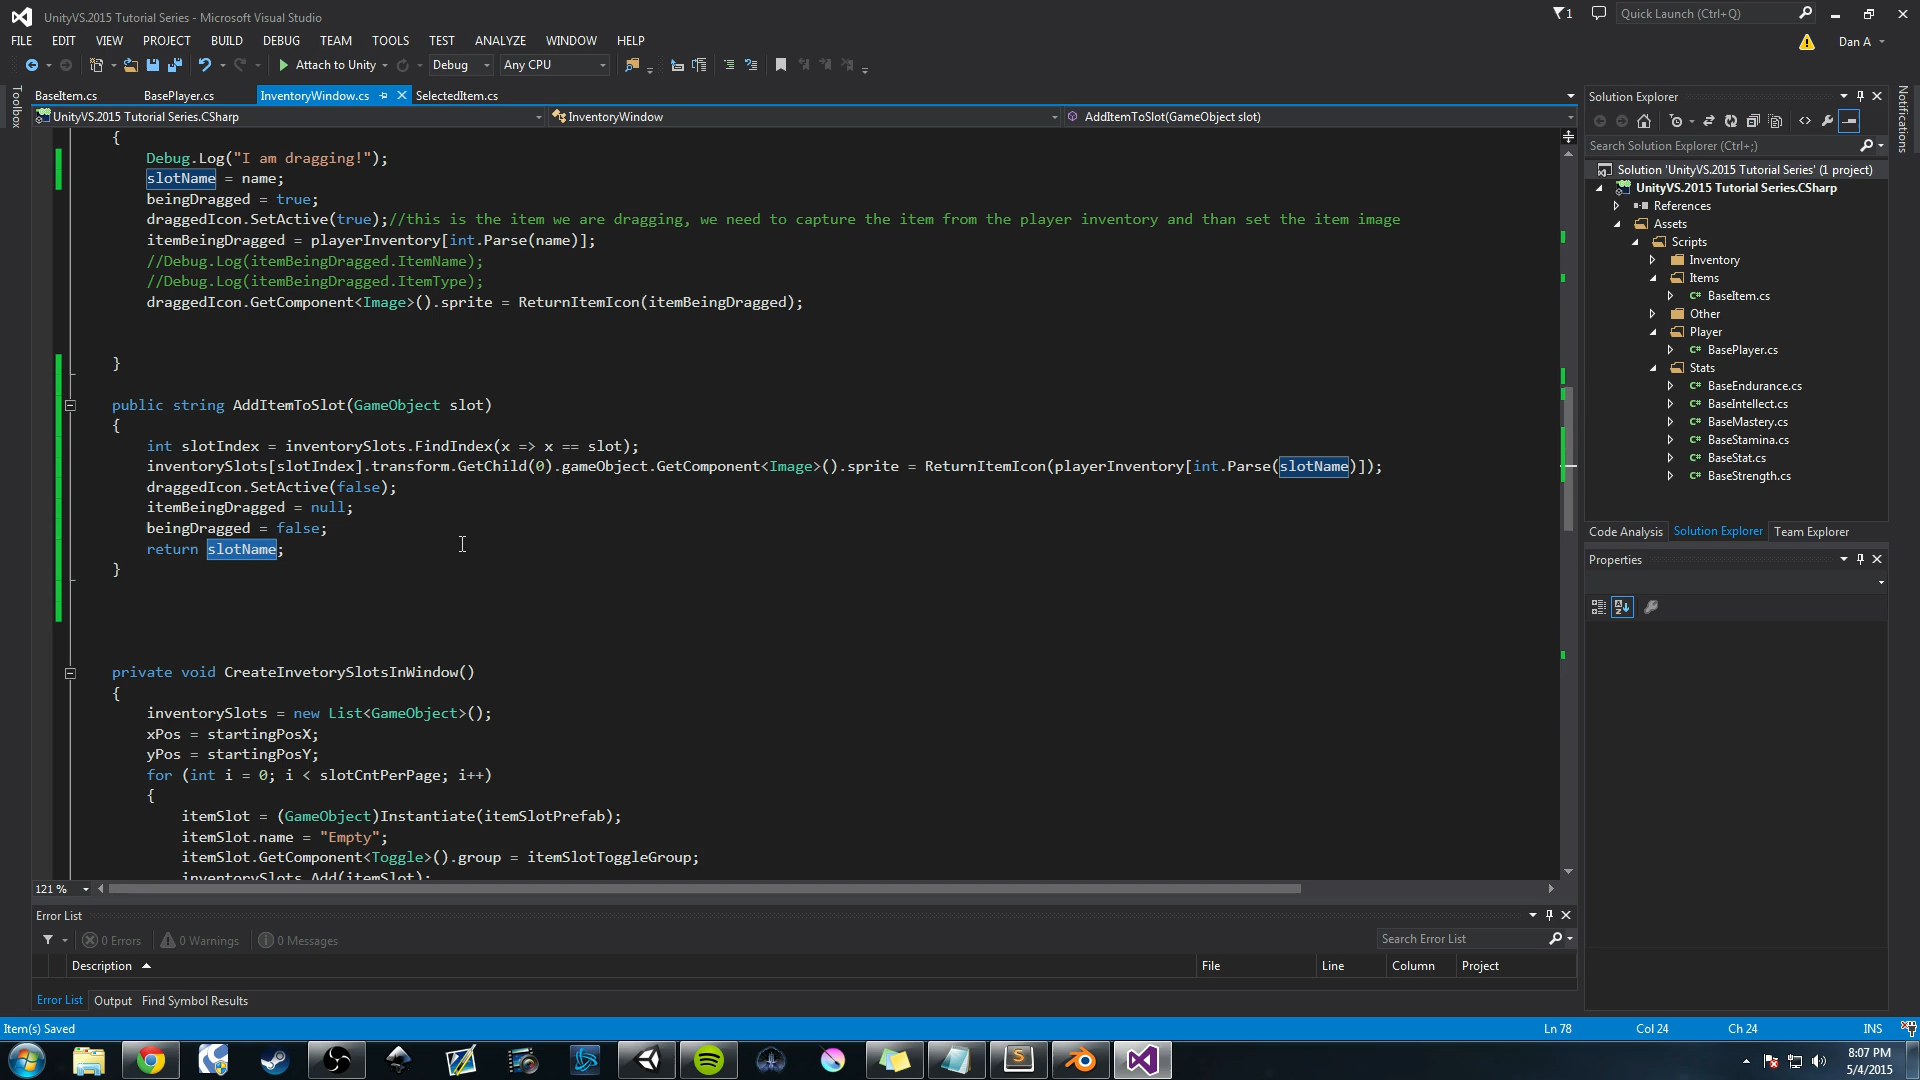 UnityVS.2015 Tutorial Series - Microsoft Visual Studio
1
Quick Launch (Ctrl+Q)
FILE EDIT VIEW PROJECT BUILD DEBUG TEAM TOOLS TEST ANALYZE WINDOW HELP
Dan A
Attach to Unity Debug Any CPU
Toolbox
BaseItem.cs BasePlayer.cs InventoryWindow.cs SelectedItem.cs
UnityVS.2015 Tutorial Series.CSharp InventoryWindow AddItemToSlot(GameObject slot)
{
Debug.Log("I am dragging!");
slotName = name;
beingDragged = true;
draggedIcon.SetActive(true);//this is the item we are dragging, we need to capture the item from the player inventory and than set the item image
itemBeingDragged = playerInventory[int.Parse(name)];
//Debug.Log(itemBeingDragged.ItemName);
//Debug.Log(itemBeingDragged.ItemType);
draggedIcon.GetComponent<Image>().sprite = ReturnItemIcon(itemBeingDragged);
}
public string AddItemToSlot(GameObject slot)
{
int slotIndex = inventorySlots.FindIndex(x => x == slot);
inventorySlots[slotIndex].transform.GetChild(0).gameObject.GetComponent<Image>().sprite = ReturnItemIcon(playerInventory[int.Parse(slotName)]);
draggedIcon.SetActive(false);
itemBeingDragged = null;
beingDragged = false;
return slotName;
}
private void CreateInvetorySlotsInWindow()
{
inventorySlots = new List<GameObject>();
xPos = startingPosX;
yPos = startingPosY;
for (int i = 0; i < slotCntPerPage; i++)
{
itemSlot = (GameObject)Instantiate(itemSlotPrefab);
itemSlot.name = "Empty";
itemSlot.GetComponent<Toggle>().group = itemSlotToggleGroup;
inventorySlots.Add(itemSlot);
121 %
Error List
0 Errors 0 Warnings 0 Messages
Search Error List
Description File Line Column Project
Error List Output Find Symbol Results
Solution Explorer
Search Solution Explorer (Ctrl+;)
Solution 'UnityVS.2015 Tutorial Series' (1 project)
UnityVS.2015 Tutorial Series.CSharp
References
Assets
Scripts
Inventory
Items
C# BaseItem.cs
Other
Player
C# BasePlayer.cs
Stats
C# BaseEndurance.cs
C# BaseIntellect.cs
C# BaseMastery.cs
C# BaseStamina.cs
C# BaseStat.cs
C# BaseStrength.cs
Code Analysis Solution Explorer Team Explorer
Properties
Notifications
Item(s) Saved Ln 78 Col 24 Ch 24 INS
8:07 PM
5/4/2015